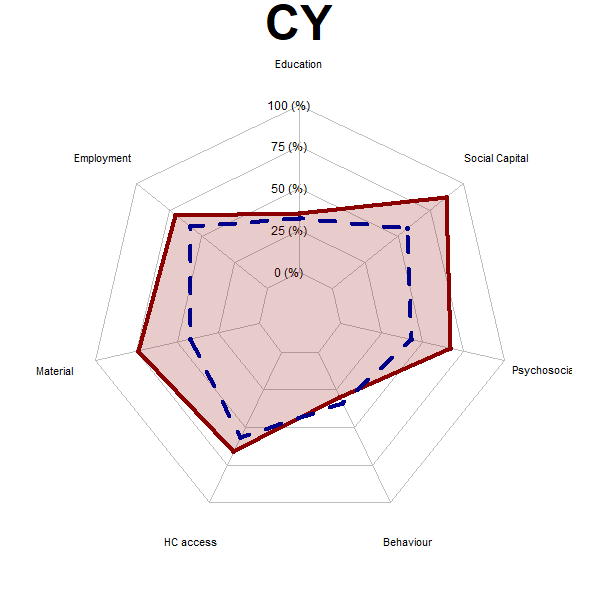 CY
Education
100 (%)
Employment
75 (%)
Social Capital
50 (%)
25 (%)
0 (%)
Material
Psychosocia
HC access
Behaviour